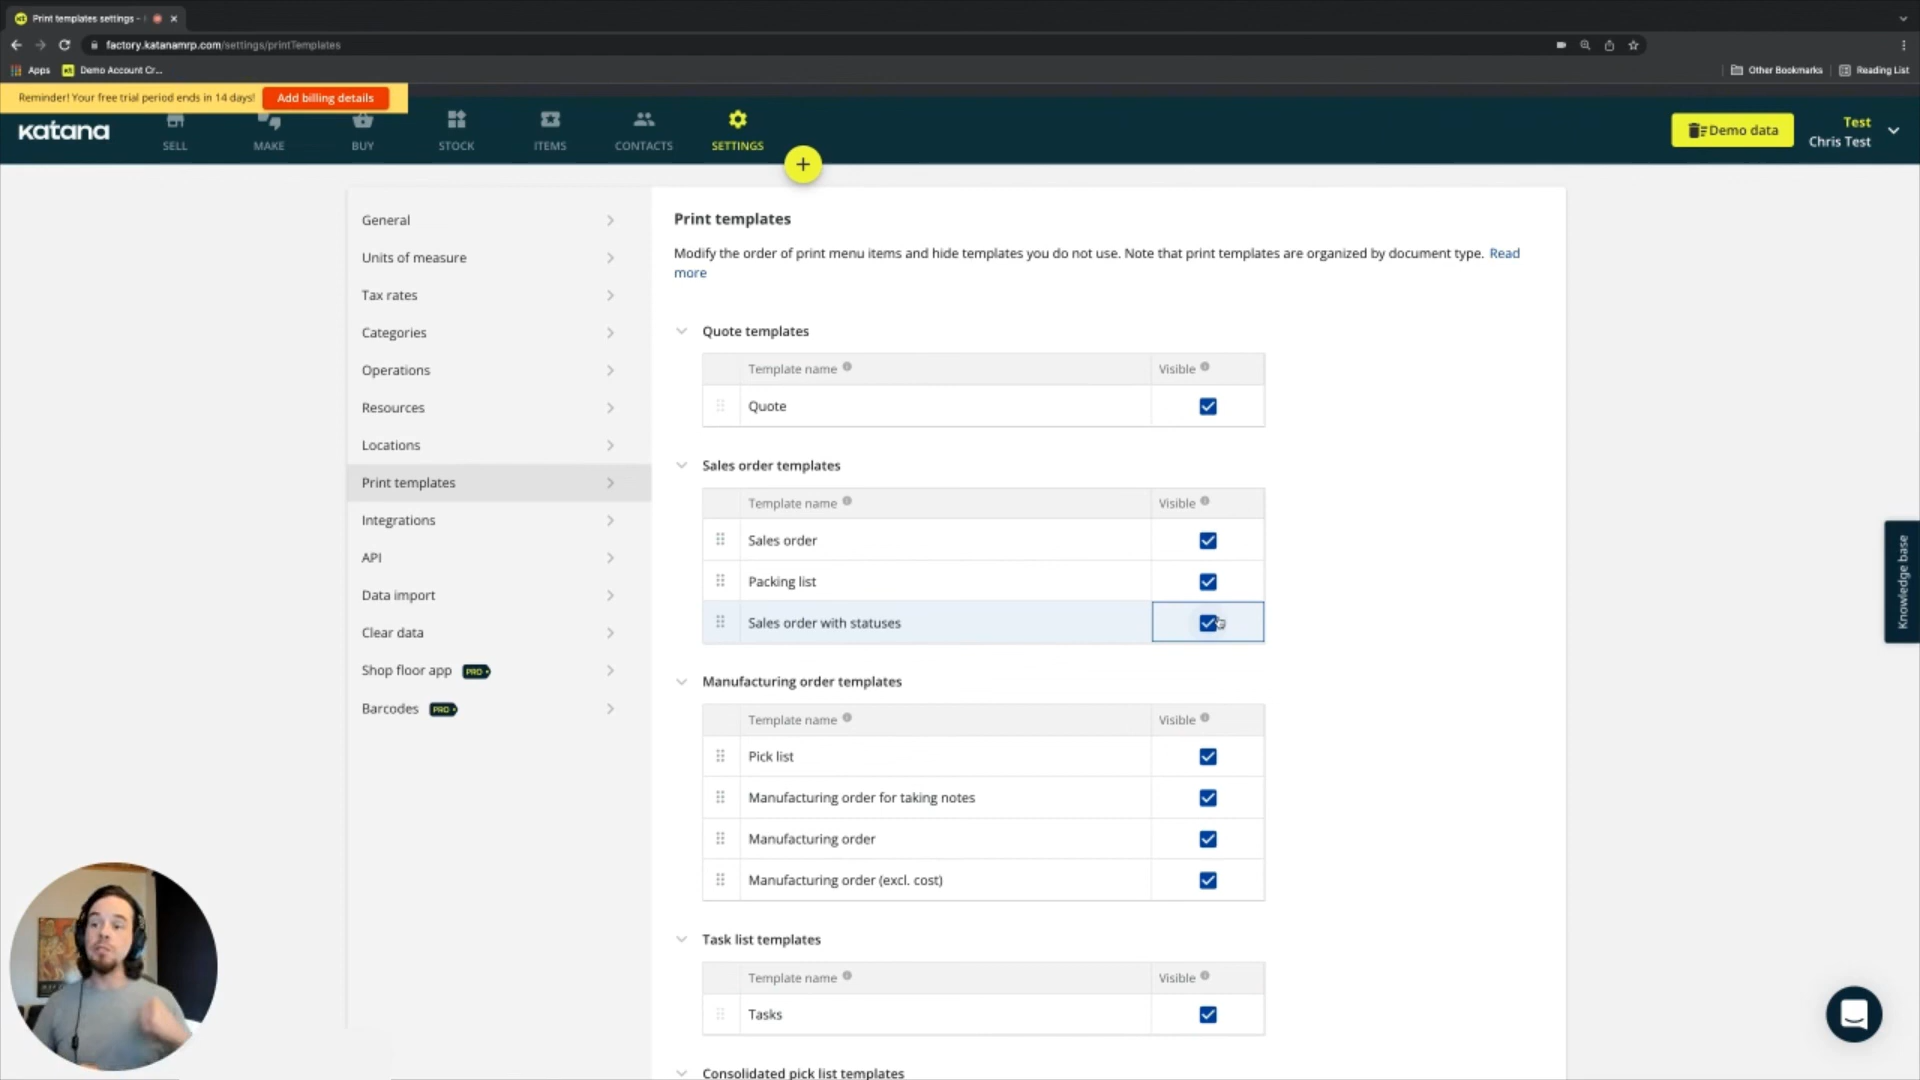 Print templates settings -
factory.katanamrp.com/settings/printTemplates
Apps
Demo Account Cr...
Other Bookmarks
Reading List
Reminder! Your free trial period ends in 14 days!
Add billing details
katana
SELL
MAKE
BUY
STOCK
ITEMS
CONTACTS
SETTINGS
+
Demo data
Test
Chris Test
General
Units of measure
Tax rates
Categories
Operations
Resources
Locations
Print templates
Integrations
API
Data import
Clear data
Shop floor app PRO
Barcodes PRO
Print templates
Modify the order of print menu items and hide templates you do not use. Note that print templates are organized by document type. Read
more
Quote templates
Template name Visible
Quote
Sales order templates
Template name Visible
Sales order
Packing list
Sales order with statuses
Manufacturing order templates
Template name Visible
Pick list
Manufacturing order for taking notes
Manufacturing order
Manufacturing order (excl. cost)
Task list templates
Template name Visible
Tasks
Consolidated pick list templates
Knowledge base